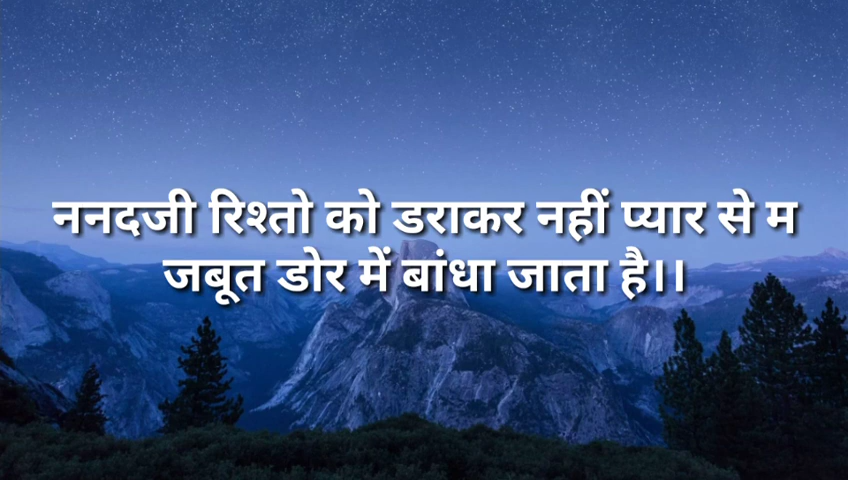 ननदजी रिश्तो को डराकर नहीं प्यार से म
जबूत डोर में बांधा जाता है।।